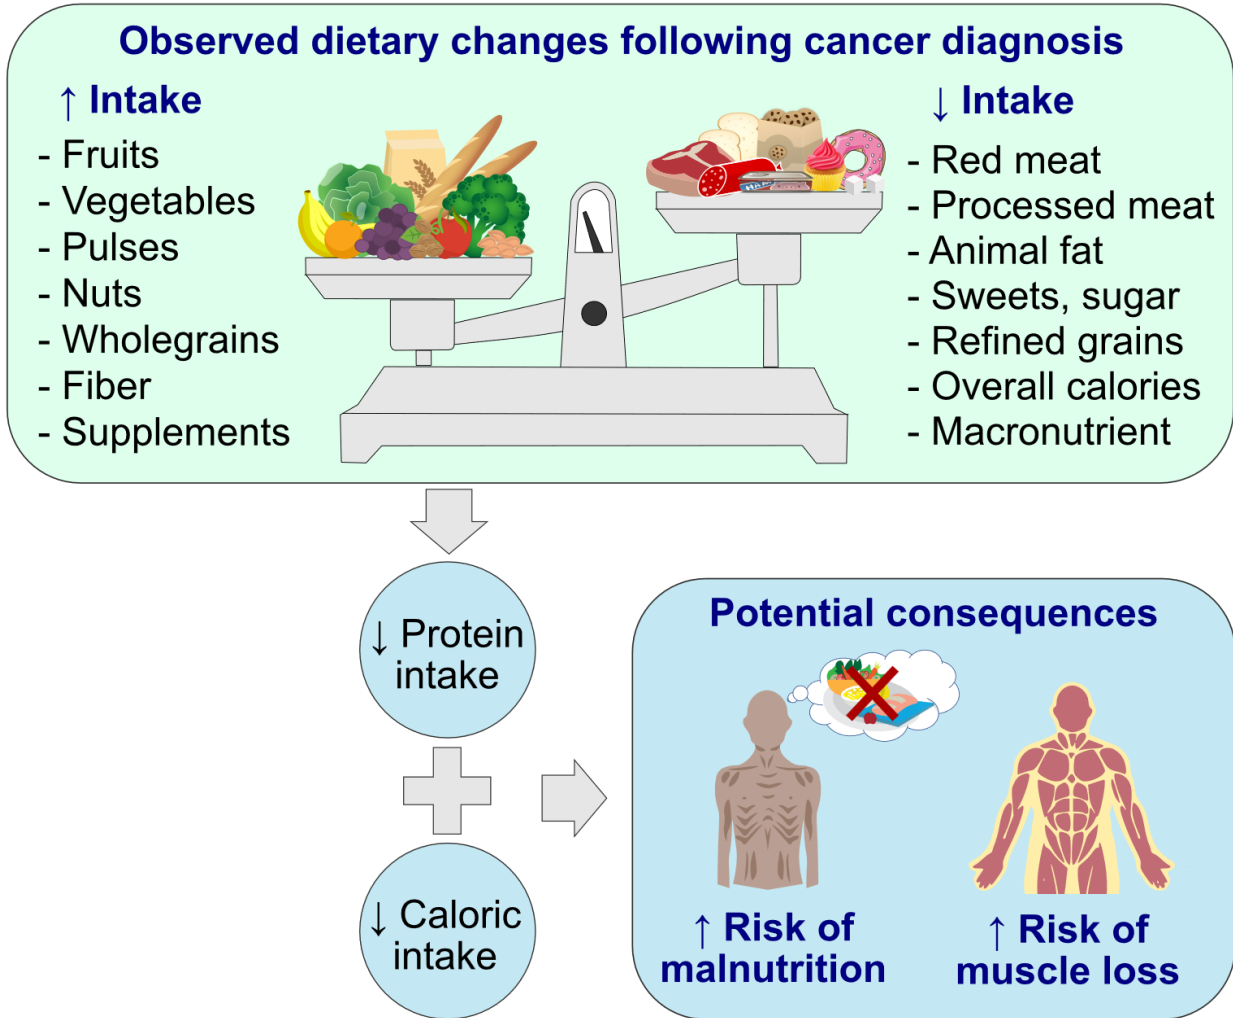 Observed dietary changes following cancer diagnosis
↑ Intake
- Fruits
- Vegetables
- Pulses
- Nuts
- Wholegrains
- Fiber
- Supplements
↓ Intake
- Red meat
- Processed meat
- Animal fat
- Sweets, sugar
- Refined grains
- Overall calories
- Macronutrient
↓ Protein
intake
↓ Caloric
intake
Potential consequences
↑ Risk of
malnutrition
↑ Risk of
muscle loss